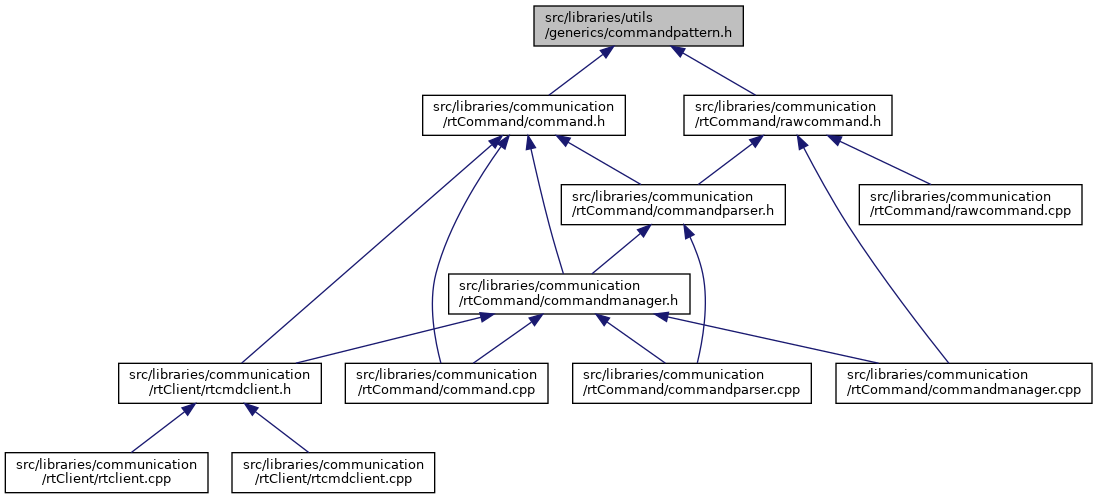 src/libraries/utils
/generics/commandpattern.h
src/libraries/communication
/rtCommand/command.h
src/libraries/communication
/rtCommand/rawcommand.h
src/libraries/communication
/rtCommand/commandparser.h
src/libraries/communication
/rtCommand/rawcommand.cpp
src/libraries/communication
/rtCommand/commandmanager.h
src/libraries/communication
/rtClient/rtcmdclient.h
src/libraries/communication
/rtCommand/command.cpp
src/libraries/communication
/rtCommand/commandparser.cpp
src/libraries/communication
/rtCommand/commandmanager.cpp
src/libraries/communication
/rtClient/rtclient.cpp
src/libraries/communication
/rtClient/rtcmdclient.cpp